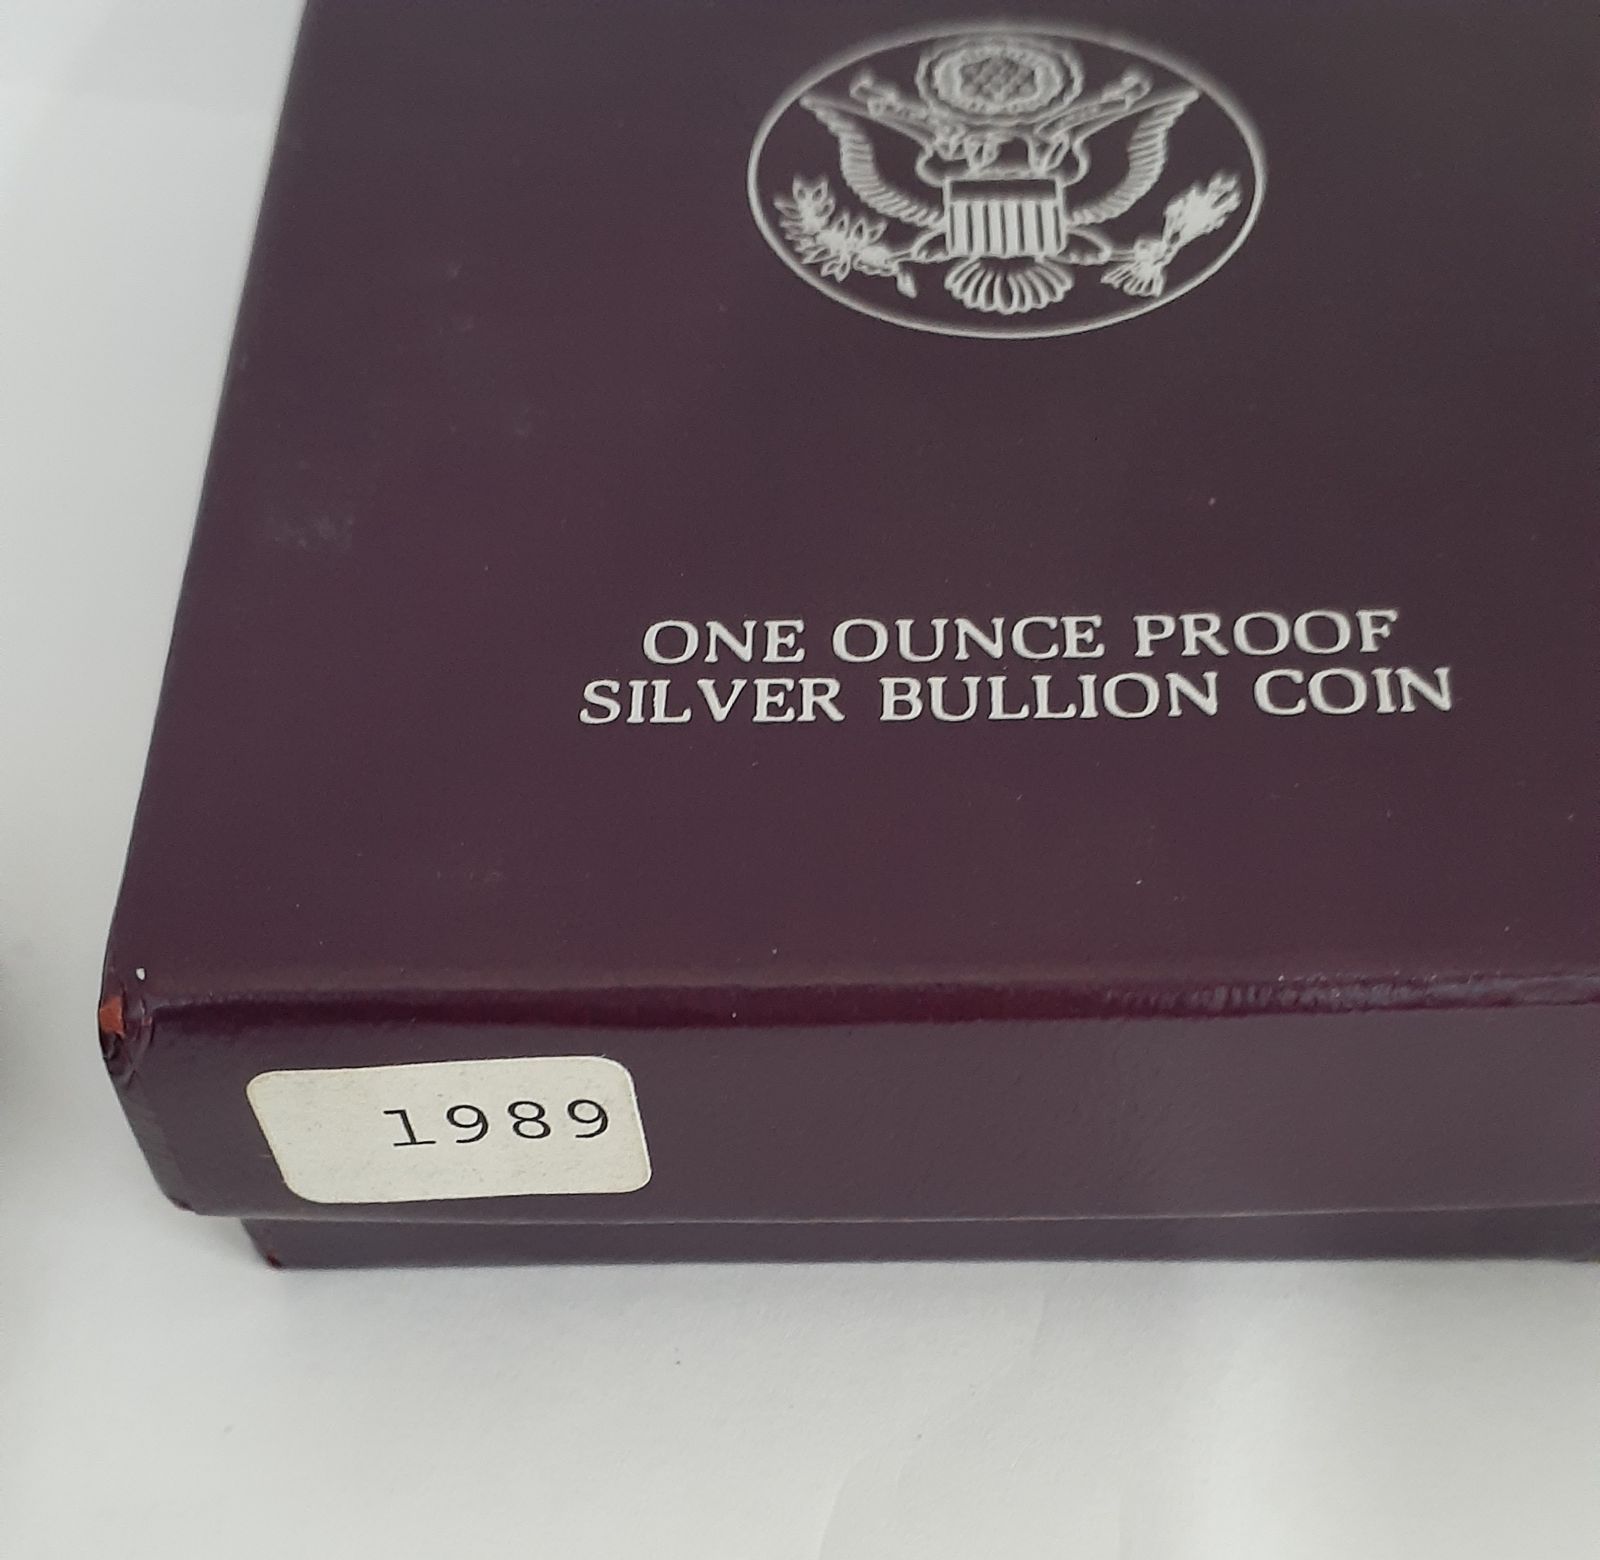 ONE OUNCE PROOF
SILVER BULLION COIN
1989